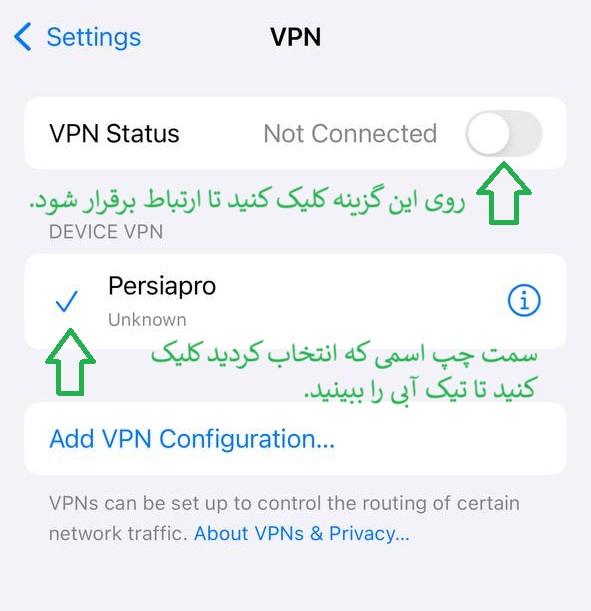 Settings
VPN
VPN Status
Not Connected
روی این گزینه کلیک کنید تا ارتباط برقرار شود.
DEVICE VPN
Persiapro
Unknown
سمت چپ اسمی که انتخاب کردید کلیک
کنید تا تیک آبی را ببینید.
Add VPN Configuration...
VPNs can be set up to control the routing of certain
network traffic. About VPNs & Privacy...